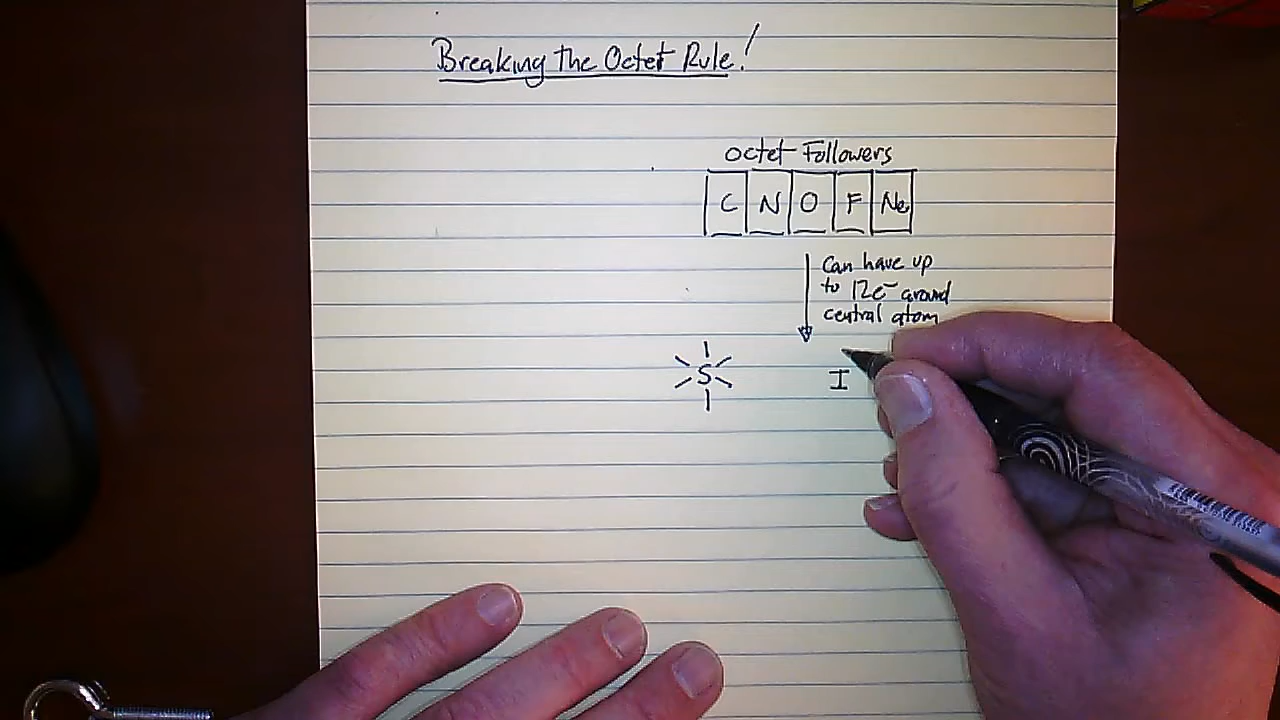 Breaking The Octet Rule!
Octet Followers
C N O F Ne
Can have up
to 12e⁻ around
central atom
S
I